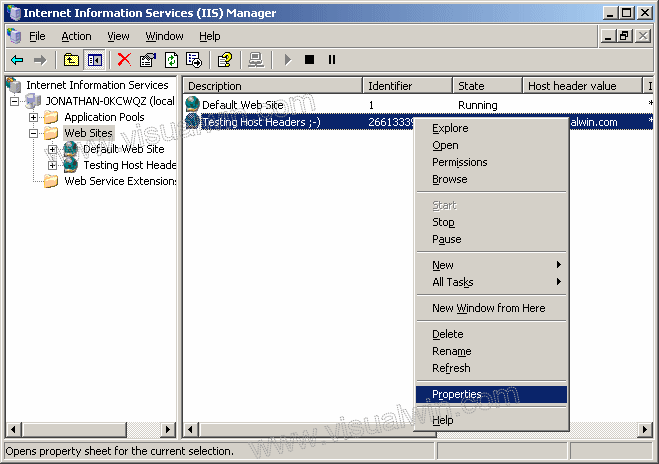 Internet Information Services (IIS) Manager
File Action View Window Help
Internet Information Services
JONATHAN-0KCWQZ (local
Application Pools
Web Sites
Default Web Site
Testing Host Heade
Web Service Extensions
Description Identifier State Host header value I
Default Web Site 1 Running *
Testing Host Headers ;-) 26613339 alwin.com *
Explore
Open
Permissions
Browse
Start
Stop
Pause
New
All Tasks
New Window from Here
Delete
Rename
Refresh
Properties
Help
Opens property sheet for the current selection.
www.visualwin.com
www.visualwin.com